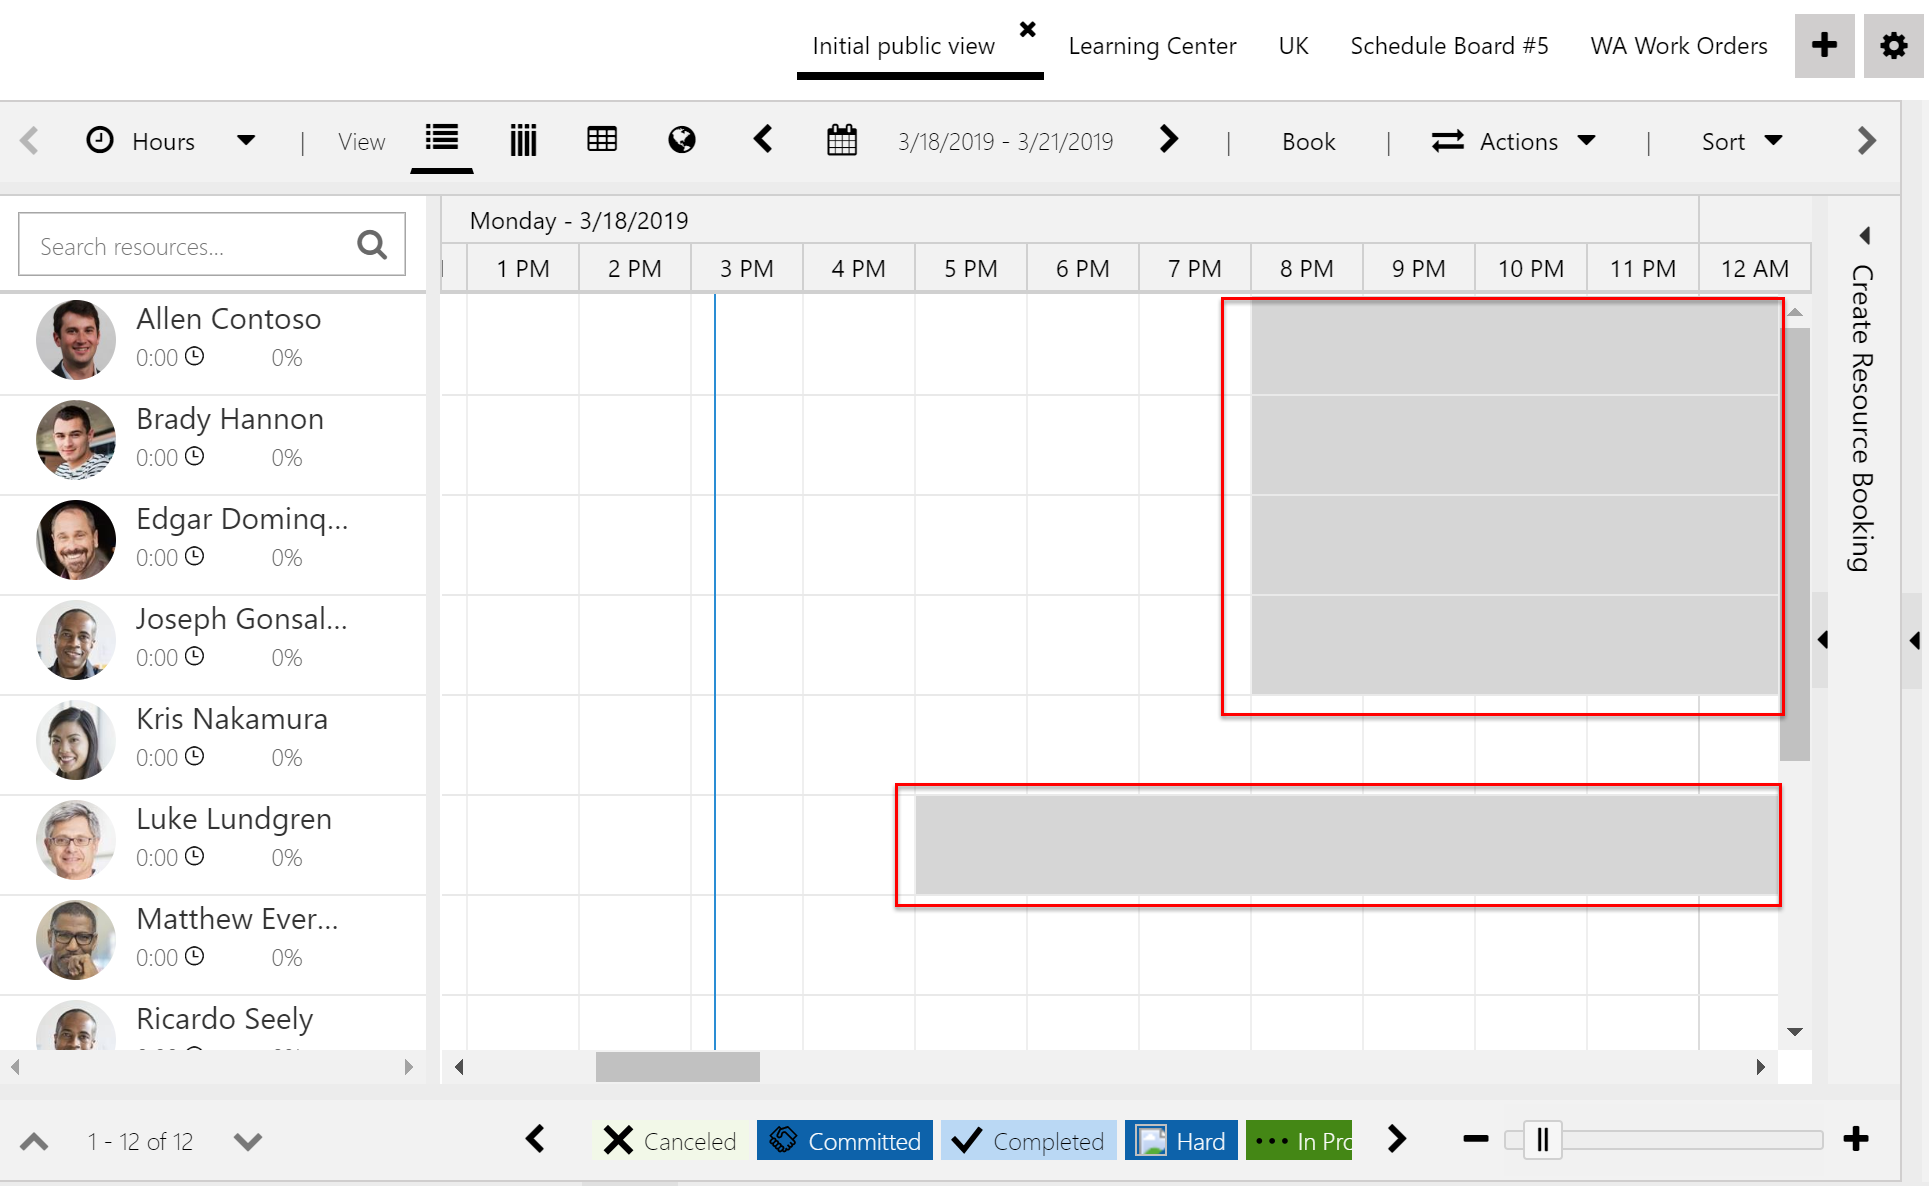 Initial public view Learning Center UK Schedule Board #5 WA Work Orders
Hours | View 3/18/2019 - 3/21/2019 | Book | Actions | Sort
Search resources...
Monday - 3/18/2019
1 PM 2 PM 3 PM 4 PM 5 PM 6 PM 7 PM 8 PM 9 PM 10 PM 11 PM 12 AM
Allen Contoso
0:00 0%
Brady Hannon
0:00 0%
Edgar Dominq...
0:00 0%
Joseph Gonsal...
0:00 0%
Kris Nakamura
0:00 0%
Luke Lundgren
0:00 0%
Matthew Ever...
0:00 0%
Ricardo Seely
Create Resource Booking
1 - 12 of 12
Canceled Committed Completed Hard In Pro